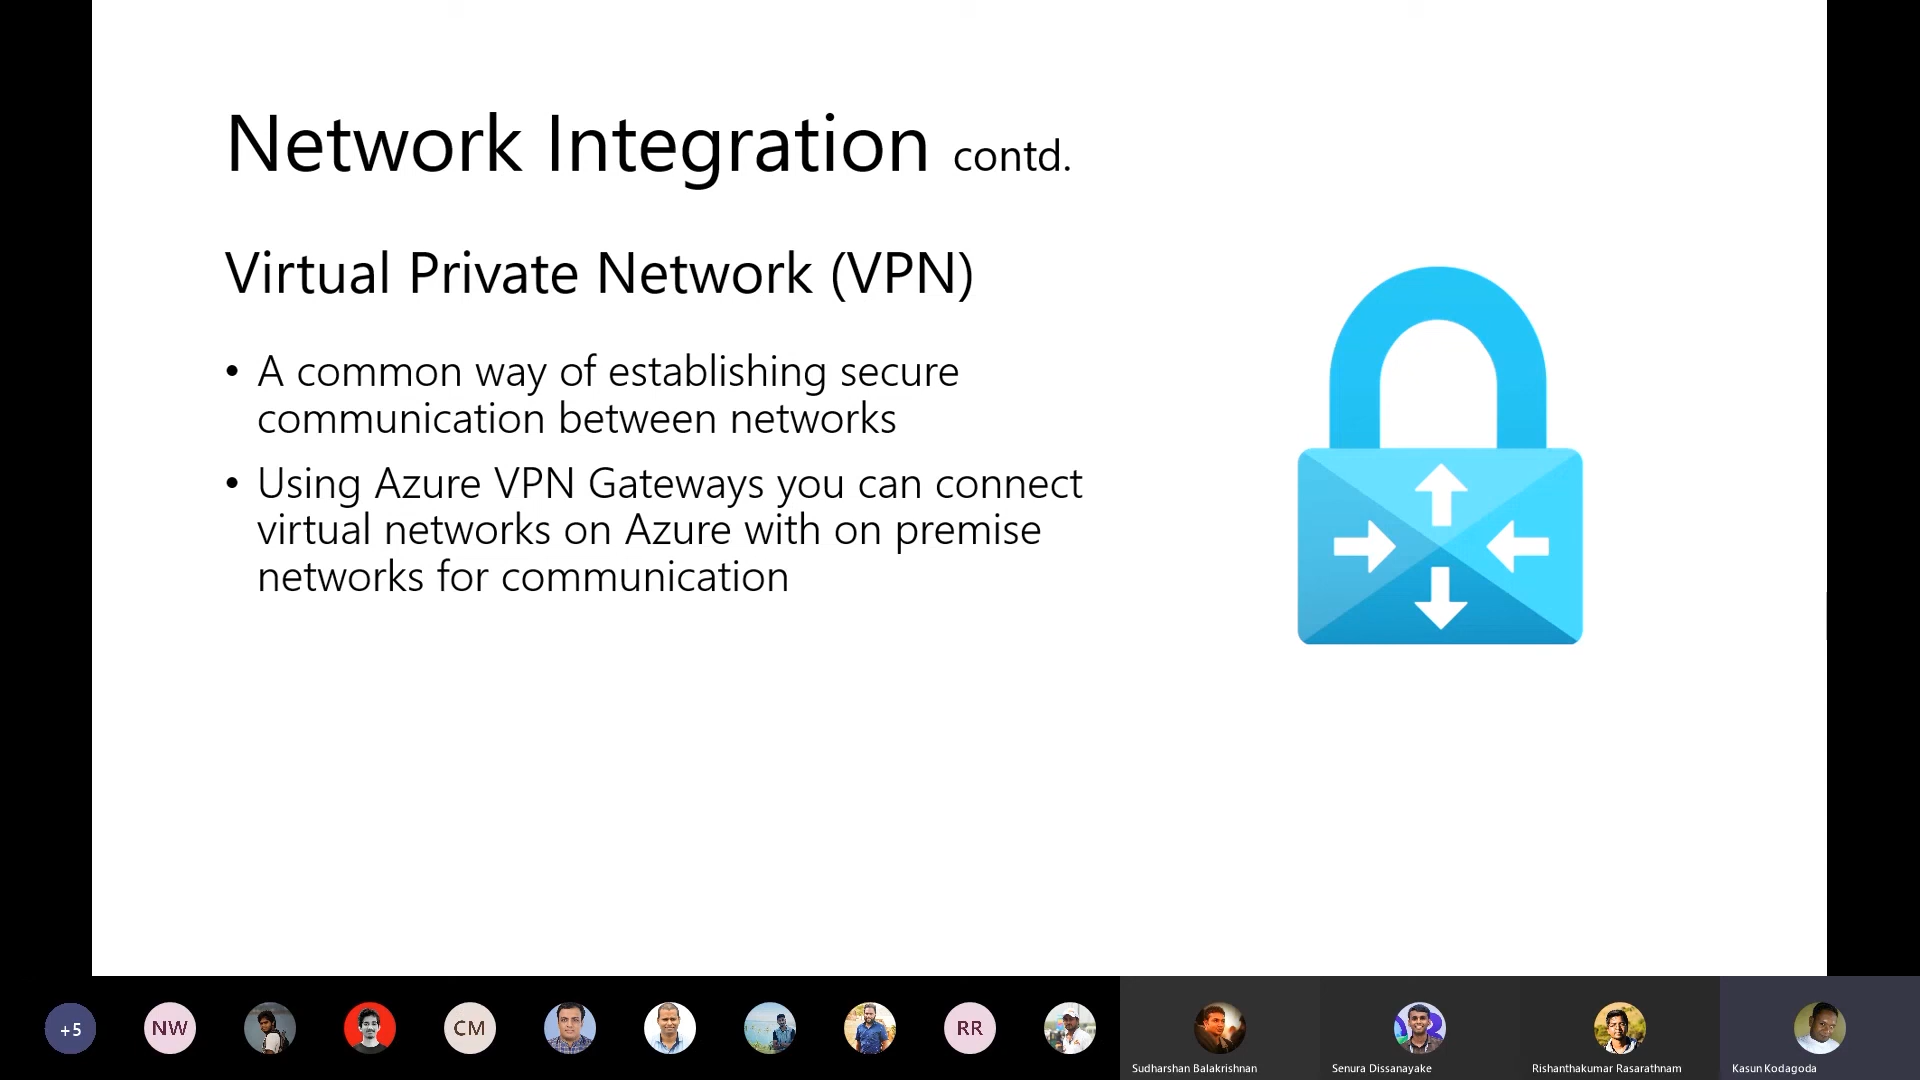 Network Integration contd.
Virtual Private Network (VPN)
• A common way of establishing secure
communication between networks
• Using Azure VPN Gateways you can connect
virtual networks on Azure with on premise
networks for communication
+5
NW
CM
RR
Sudharshan Balakrishnan
Senura Dissanayake
Rishanthakumar Rasarathnam
Kasun Kodagoda